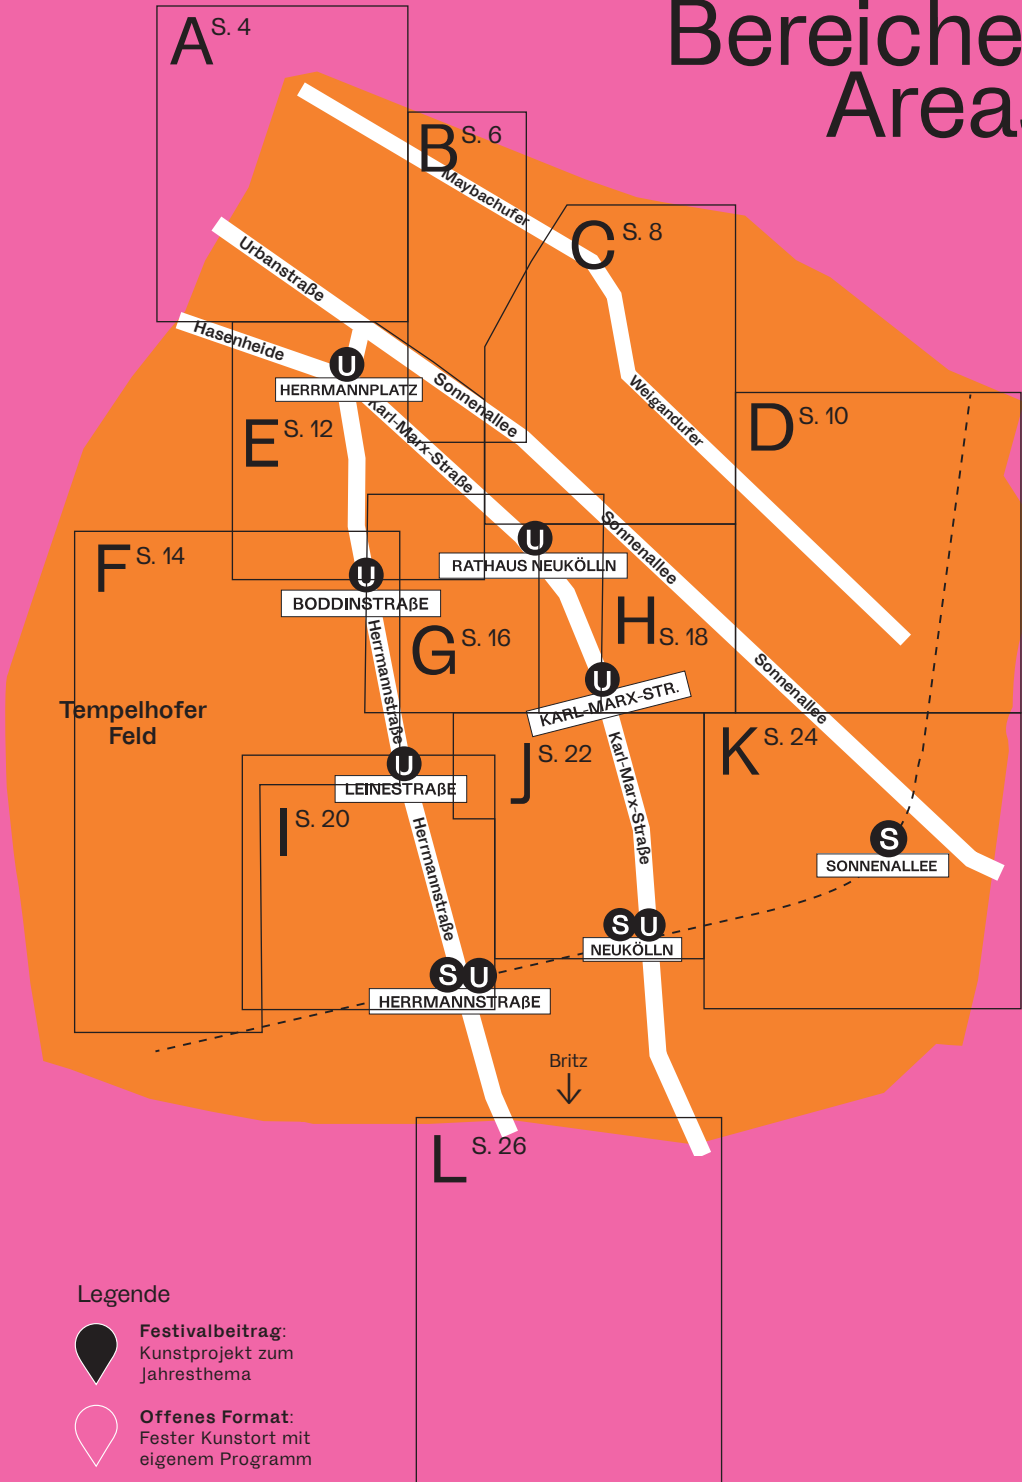 Bereiche
Areas
A S. 4
B S. 6
Maybachufer
C S. 8
Urbanstraße
Hasenheide
U
HERRMANNPLATZ
Sonnenallee
Karl-Marx-Straße
Weigandufer
D S. 10
E S. 12
Sonnenallee
U
RATHAUS NEUKÖLLN
F S. 14
U
BODDINSTRAßE
G S. 16
H S. 18
Herrmannstraße
Sonnenallee
U
KARL-MARX-STR.
Tempelhofer
Feld
U
LEINESTRAßE
J S. 22
Karl-Marx-Straße
K S. 24
I S. 20
Herrmannstraße
S
SONNENALLEE
S U
NEUKÖLLN
S U
HERRMANNSTRAßE
Britz
L S. 26
Legende
Festivalbeitrag:
Kunstprojekt zum
Jahresthema
Offenes Format:
Fester Kunstort mit
eigenem Programm